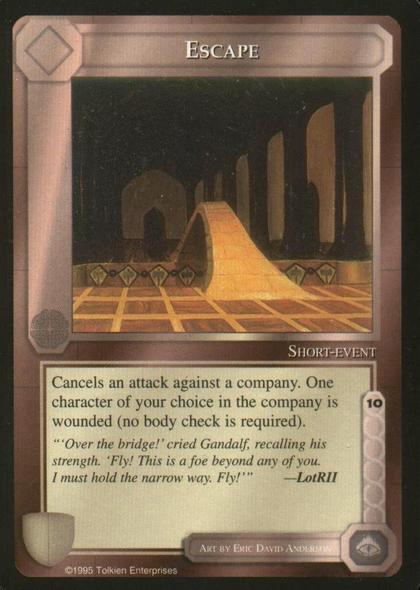 ESCAPE
SHORT-EVENT
Cancels an attack against a company. One
character of your choice in the company is
wounded (no body check is required).
10
“‘Over the bridge!’ cried Gandalf, recalling his
strength. ‘Fly! This is a foe beyond any of you.
I must hold the narrow way. Fly!’” —LotRII
ART BY ERIC DAVID ANDERSON
©1995 Tolkien Enterprises